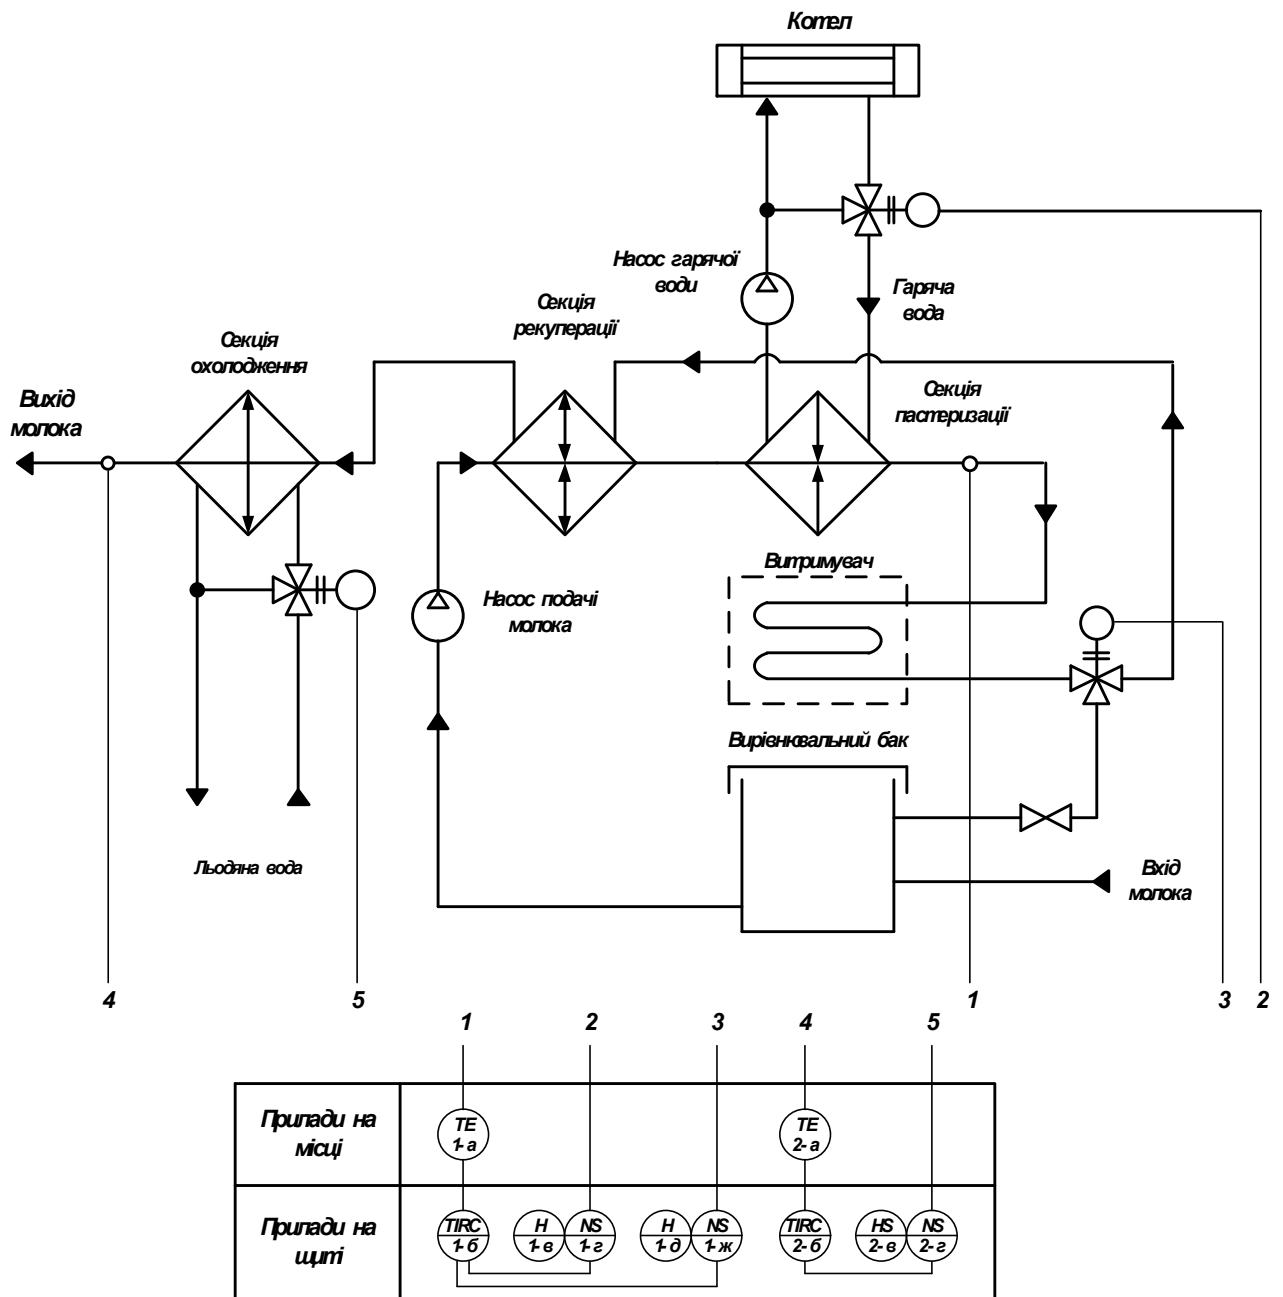 Котел
Насос гарячої
води
Гаряча
вода
Секція
рекуперації
Секція
охолодження
Секція
пастеризації
Вихід
молока
Витримувач
Насос подачі
молока
Вирівнювальний бак
Льодяна вода
Вхід
молока
4
5
1
3
2
1
2
3
4
5
Прилади на
місці
TE
1-а
TE
2-а
Прилади на
щиті
TIRC
1-б
H
1-в
NS
1-г
H
1-д
NS
1-ж
TIRC
2-б
HS
2-в
NS
2-г